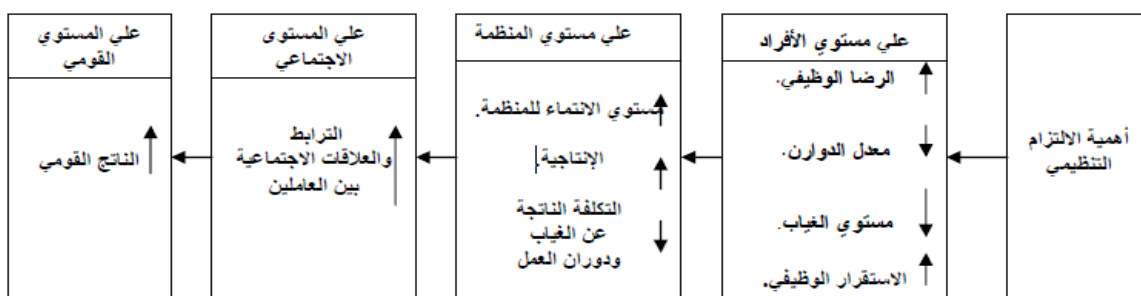 أهمية الالتزام
التنظيمي
علي مستوي الأفراد
الرضا الوظيفي.
معدل الدوارن.
مستوي الغياب.
الاستقرار الوظيفي.
علي مستوي المنظمة
مستوي الانتماء للمنظمة.
الإنتاجية.
التكلفة الناتجة
عن الغياب
ودوران العمل
علي المستوى
الاجتماعي
الترابط
والعلاقات الاجتماعية
بين العاملين
علي المستوي
القومي
الناتج القومي